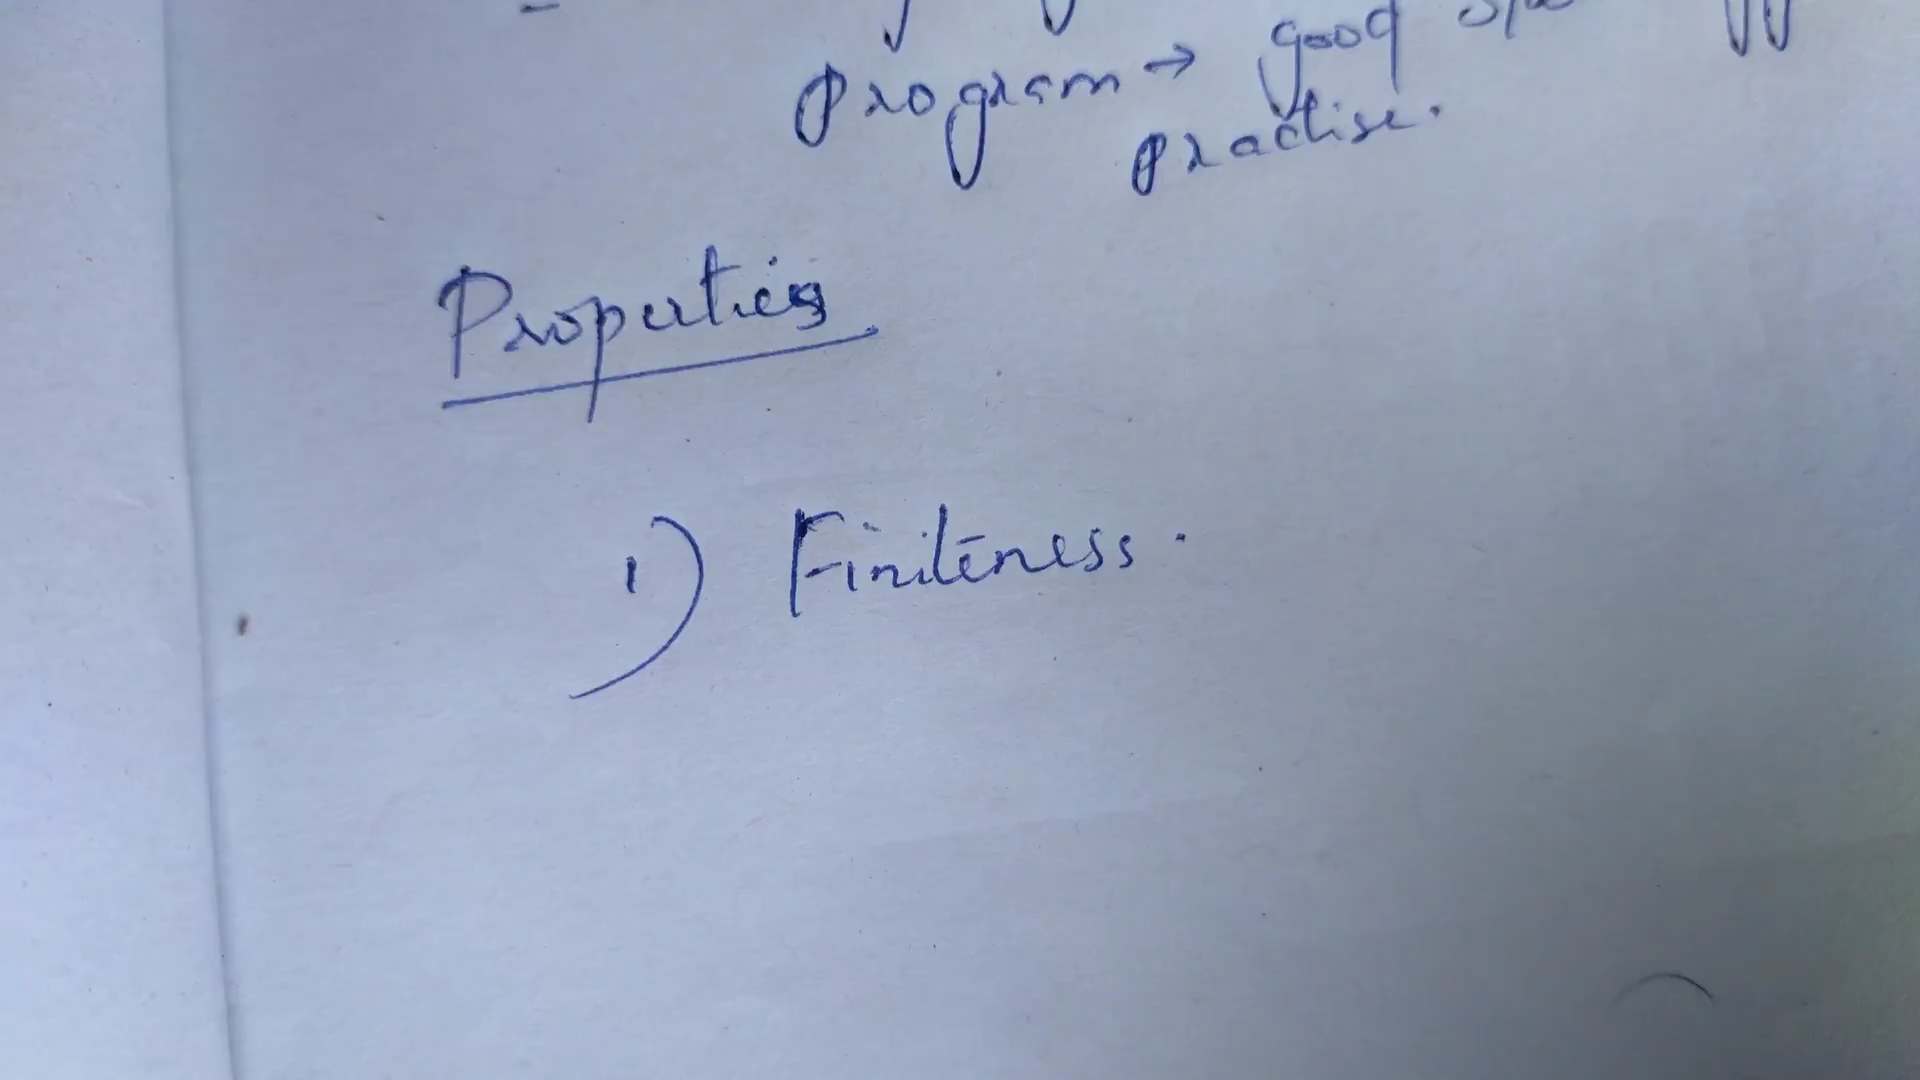 program → good
practise.
Properties
1) Finiteness.